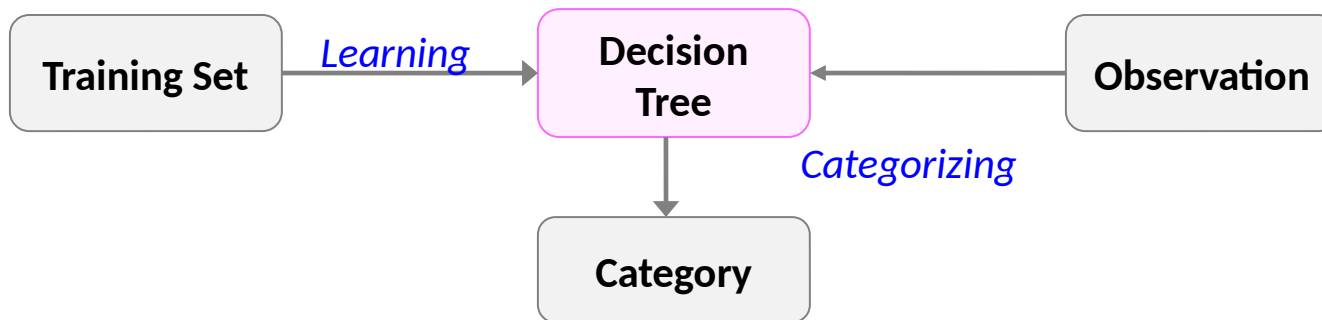 Training Set
Learning
Decision
Tree
Observation
Categorizing
Category